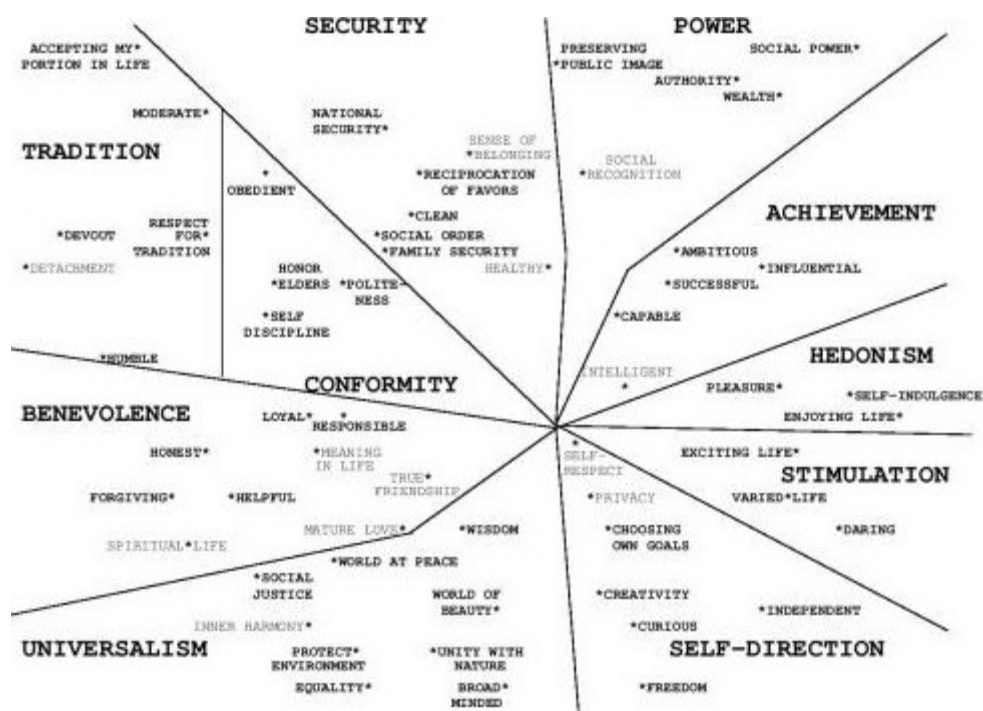 SECURITY
POWER
ACCEPTING MY*
PORTION IN LIFE
PRESERVING
*PUBLIC IMAGE
SOCIAL POWER*
AUTHORITY*
WEALTH*
MODERATE*
NATIONAL
SECURITY*
TRADITION
SENSE OF
*BELONGING
SOCIAL
*RECOGNITION
*
OBEDIENT
*RECIPROCATION
OF FAVORS
*CLEAN
ACHIEVEMENT
*DEVOUT
RESPECT
FOR*
TRADITION
*SOCIAL ORDER
*FAMILY SECURITY
*AMBITIOUS
*DETACHMENT
HONOR
*ELDERS
*POLITE-
NESS
HEALTHY*
*INFLUENTIAL
*SUCCESSFUL
*SELF
DISCIPLINE
*CAPABLE
*HUMBLE
HEDONISM
CONFORMITY
INTELLIGENT
*
PLEASURE*
*SELF-INDULGENCE
BENEVOLENCE
LOYAL*
*
RESPONSIBLE
ENJOYING LIFE*
HONEST*
*MEANING
IN LIFE
*
SELF-
RESPECT
EXCITING LIFE*
STIMULATION
TRUE*
FRIENDSHIP
FORGIVING*
*HELPFUL
*PRIVACY
VARIED*LIFE
MATURE LOVE*
*WISDOM
*CHOOSING
OWN GOALS
*DARING
SPIRITUAL*LIFE
*WORLD AT PEACE
*SOCIAL
JUSTICE
WORLD OF
BEAUTY*
*CREATIVITY
*INDEPENDENT
INNER HARMONY*
*CURIOUS
UNIVERSALISM
PROTECT*
ENVIRONMENT
*UNITY WITH
NATURE
SELF-DIRECTION
EQUALITY*
BROAD*
MINDED
*FREEDOM